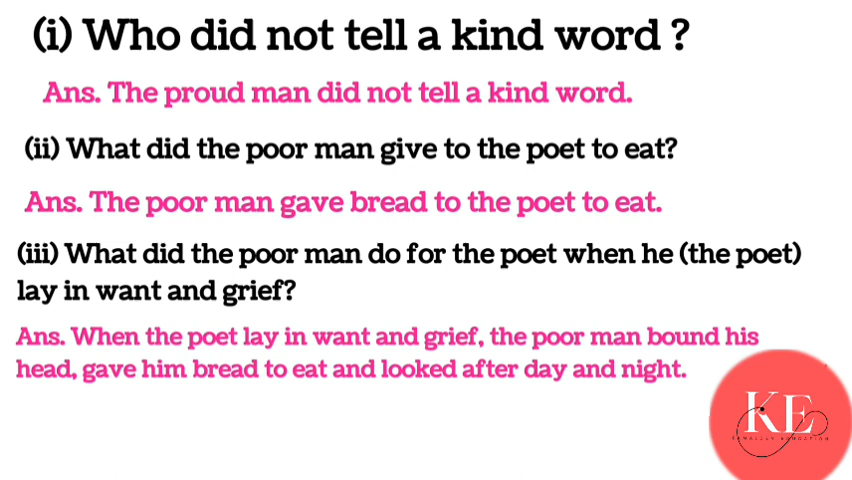 (i) Who did not tell a kind word ?
Ans. The proud man did not tell a kind word.
(ii) What did the poor man give to the poet to eat?
Ans. The poor man gave bread to the poet to eat.
(iii) What did the poor man do for the poet when he (the poet)
lay in want and grief?
Ans. When the poet lay in want and grief, the poor man bound his
head, gave him bread to eat and looked after day and night.
KE